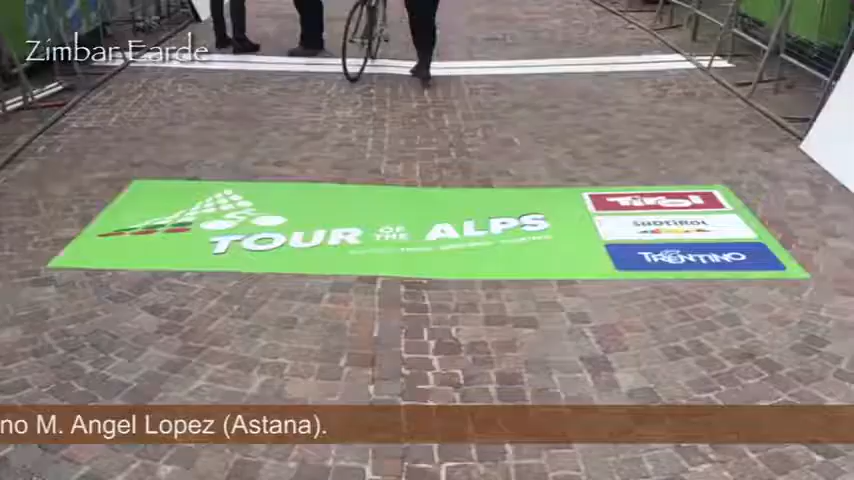 Zimbar Earde
TOUR OF THE ALPS
TIROL
SÜDTIROL
TRENTINO
no M. Angel Lopez (Astana).